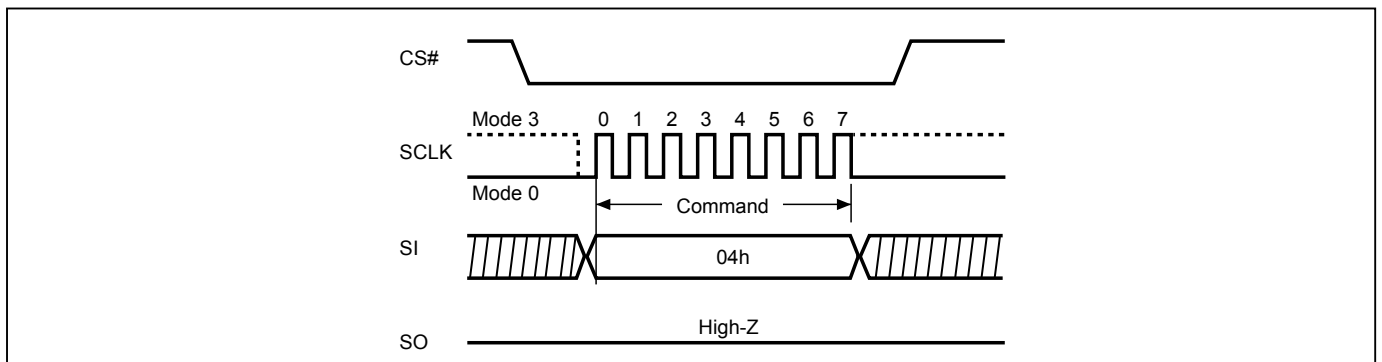 CS#
Mode 3 0 1 2 3 4 5 6 7
SCLK
Mode 0
Command
SI
04h
High-Z
SO